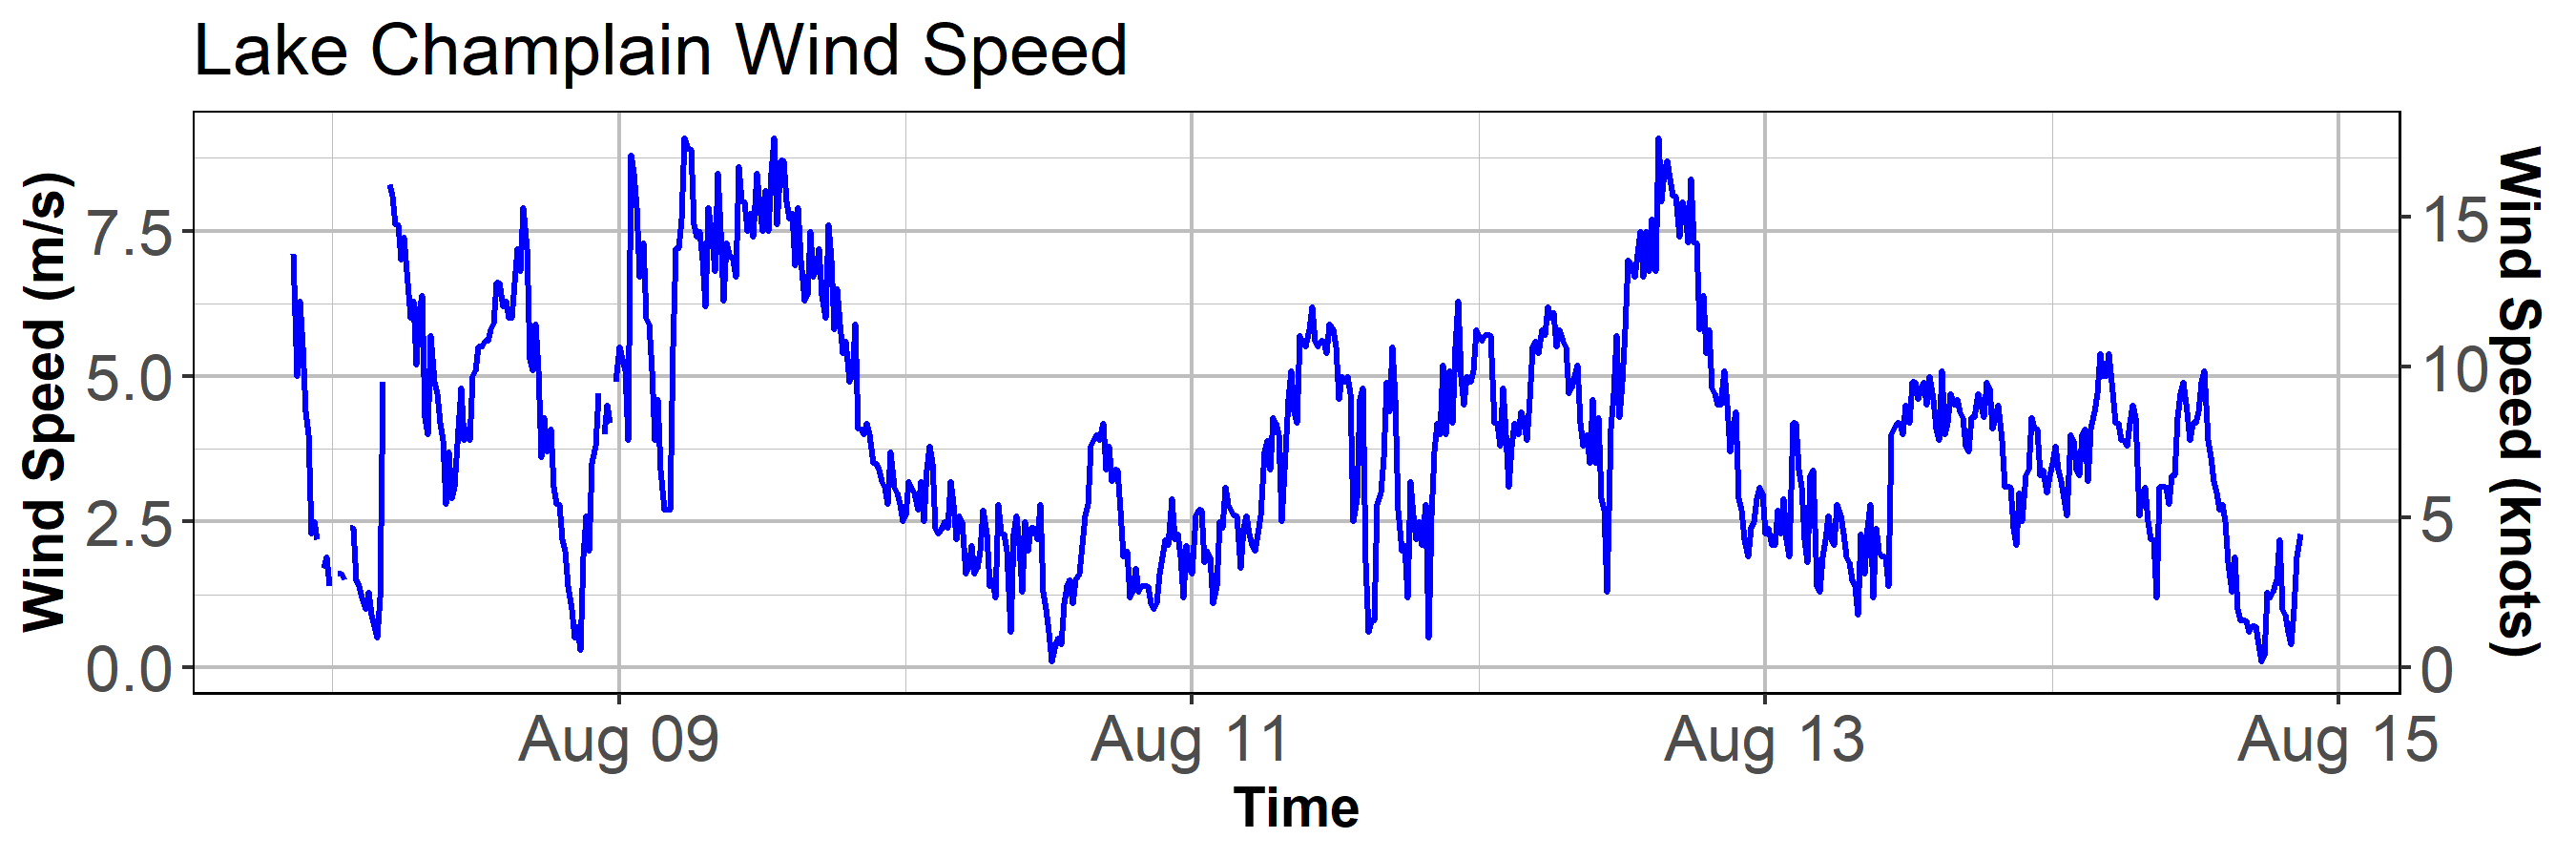 Lake Champlain Wind Speed
Wind Speed (m/s)
7.5
5.0
2.5
0.0
15
10
5
0
Wind Speed (knots)
Aug 09
Aug 11
Aug 13
Aug 15
Time